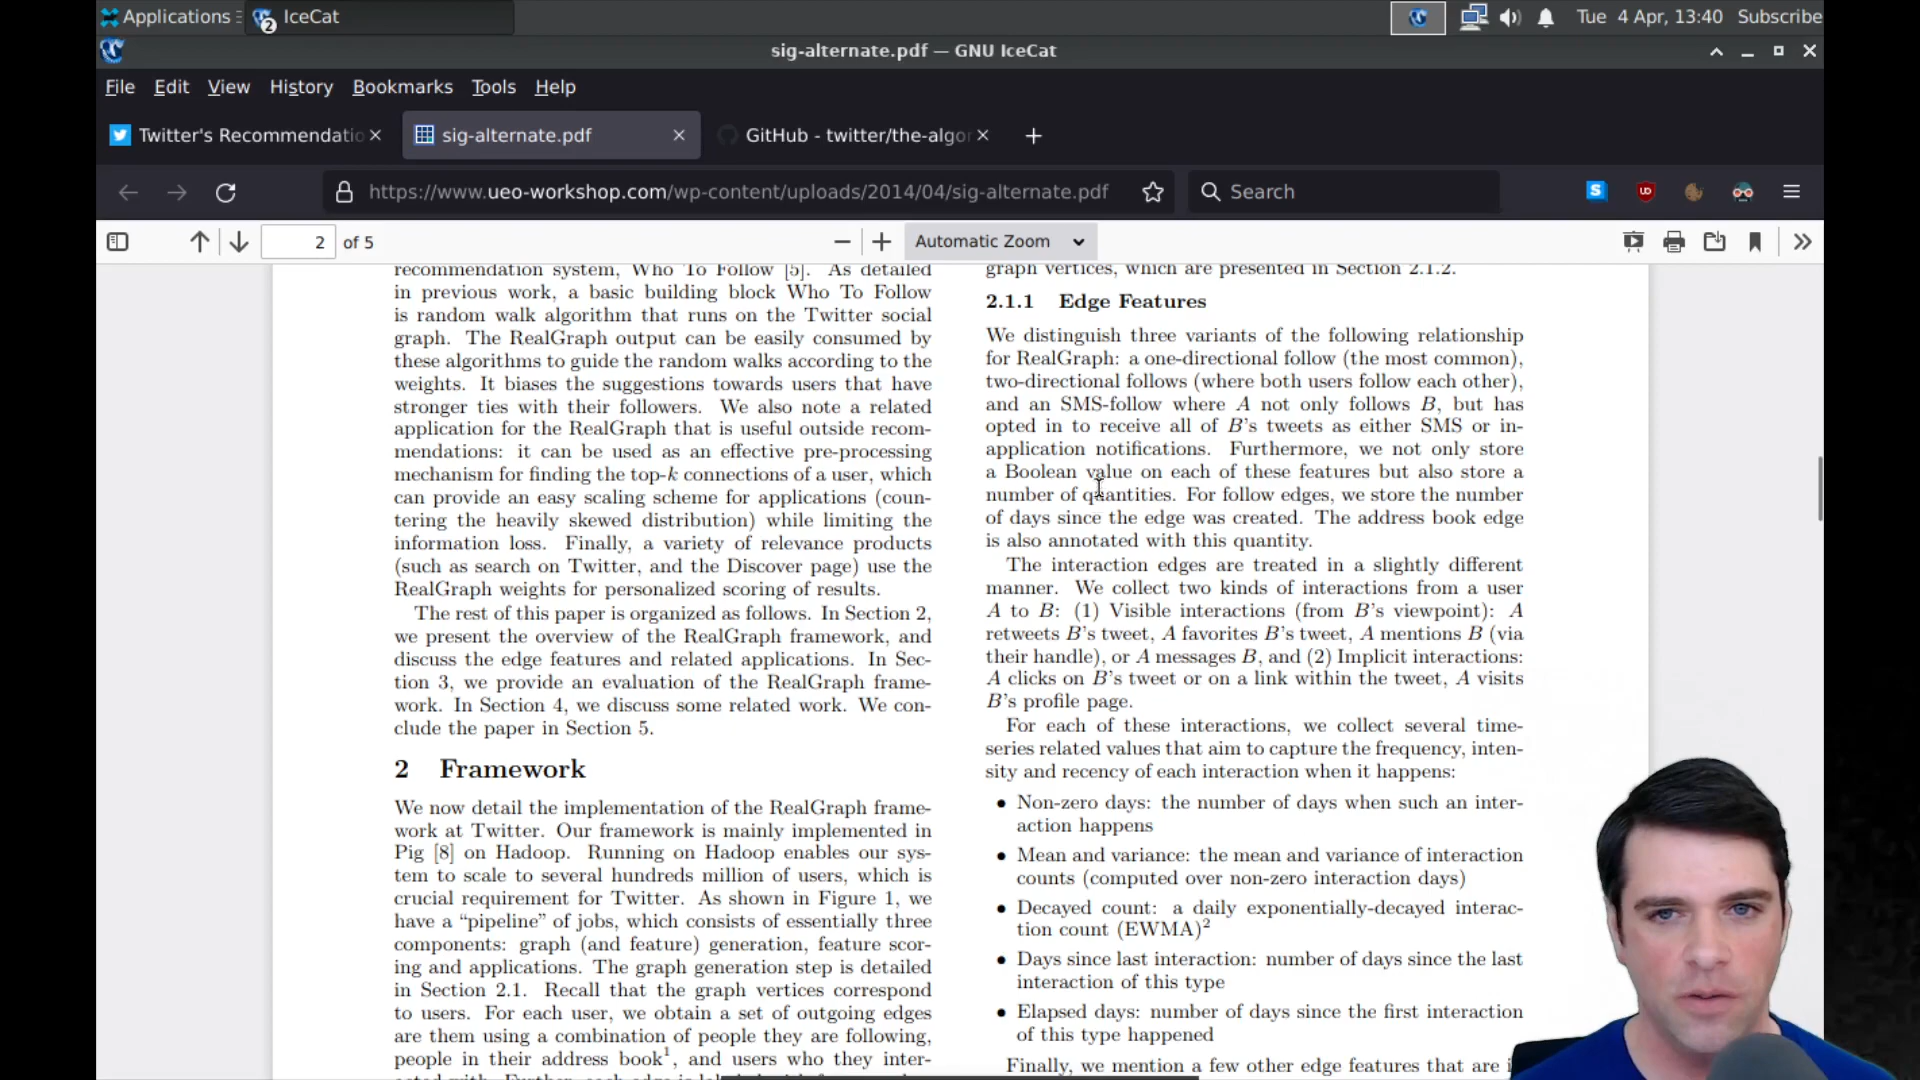 Applications
2
IceCat
Tue 4 Apr, 13:40 Subscribe
sig-alternate.pdf — GNU IceCat
File Edit View History Bookmarks Tools Help
Twitter's Recommendatio
sig-alternate.pdf
GitHub - twitter/the-algo
https://www.ueo-workshop.com/wp-content/uploads/2014/04/sig-alternate.pdf
Search
S
UD
2 of 5
Automatic Zoom
recommendation system, Who To Follow [5]. As detailed
in previous work, a basic building block Who To Follow
is random walk algorithm that runs on the Twitter social
graph. The RealGraph output can be easily consumed by
these algorithms to guide the random walks according to the
weights. It biases the suggestions towards users that have
stronger ties with their followers. We also note a related
application for the RealGraph that is useful outside recom-
mendations: it can be used as an effective pre-processing
mechanism for finding the top-k connections of a user, which
can provide an easy scaling scheme for applications (coun-
tering the heavily skewed distribution) while limiting the
information loss. Finally, a variety of relevance products
(such as search on Twitter, and the Discover page) use the
RealGraph weights for personalized scoring of results.
The rest of this paper is organized as follows. In Section 2,
we present the overview of the RealGraph framework, and
discuss the edge features and related applications. In Sec-
tion 3, we provide an evaluation of the RealGraph frame-
work. In Section 4, we discuss some related work. We con-
clude the paper in Section 5.
2 Framework
We now detail the implementation of the RealGraph frame-
work at Twitter. Our framework is mainly implemented in
Pig [8] on Hadoop. Running on Hadoop enables our sys-
tem to scale to several hundreds million of users, which is
crucial requirement for Twitter. As shown in Figure 1, we
have a “pipeline” of jobs, which consists of essentially three
components: graph (and feature) generation, feature scor-
ing and applications. The graph generation step is detailed
in Section 2.1. Recall that the graph vertices correspond
to users. For each user, we obtain a set of outgoing edges
are them using a combination of people they are following,
people in their address book1, and users who they inter-
graph vertices, which are presented in Section 2.1.2.
2.1.1 Edge Features
We distinguish three variants of the following relationship
for RealGraph: a one-directional follow (the most common),
two-directional follows (where both users follow each other),
and an SMS-follow where A not only follows B, but has
opted in to receive all of B's tweets as either SMS or in-
application notifications. Furthermore, we not only store
a Boolean value on each of these features but also store a
number of quantities. For follow edges, we store the number
of days since the edge was created. The address book edge
is also annotated with this quantity.
The interaction edges are treated in a slightly different
manner. We collect two kinds of interactions from a user
A to B: (1) Visible interactions (from B's viewpoint): A
retweets B's tweet, A favorites B's tweet, A mentions B (via
their handle), or A messages B, and (2) Implicit interactions:
A clicks on B's tweet or on a link within the tweet, A visits
B's profile page.
For each of these interactions, we collect several time-
series related values that aim to capture the frequency, inten-
sity and recency of each interaction when it happens:
• Non-zero days: the number of days when such an inter-
action happens
• Mean and variance: the mean and variance of interaction
counts (computed over non-zero interaction days)
• Decayed count: a daily exponentially-decayed interac-
tion count (EWMA)2
• Days since last interaction: number of days since the last
interaction of this type
• Elapsed days: number of days since the first interaction
of this type happened
Finally, we mention a few other edge features that are